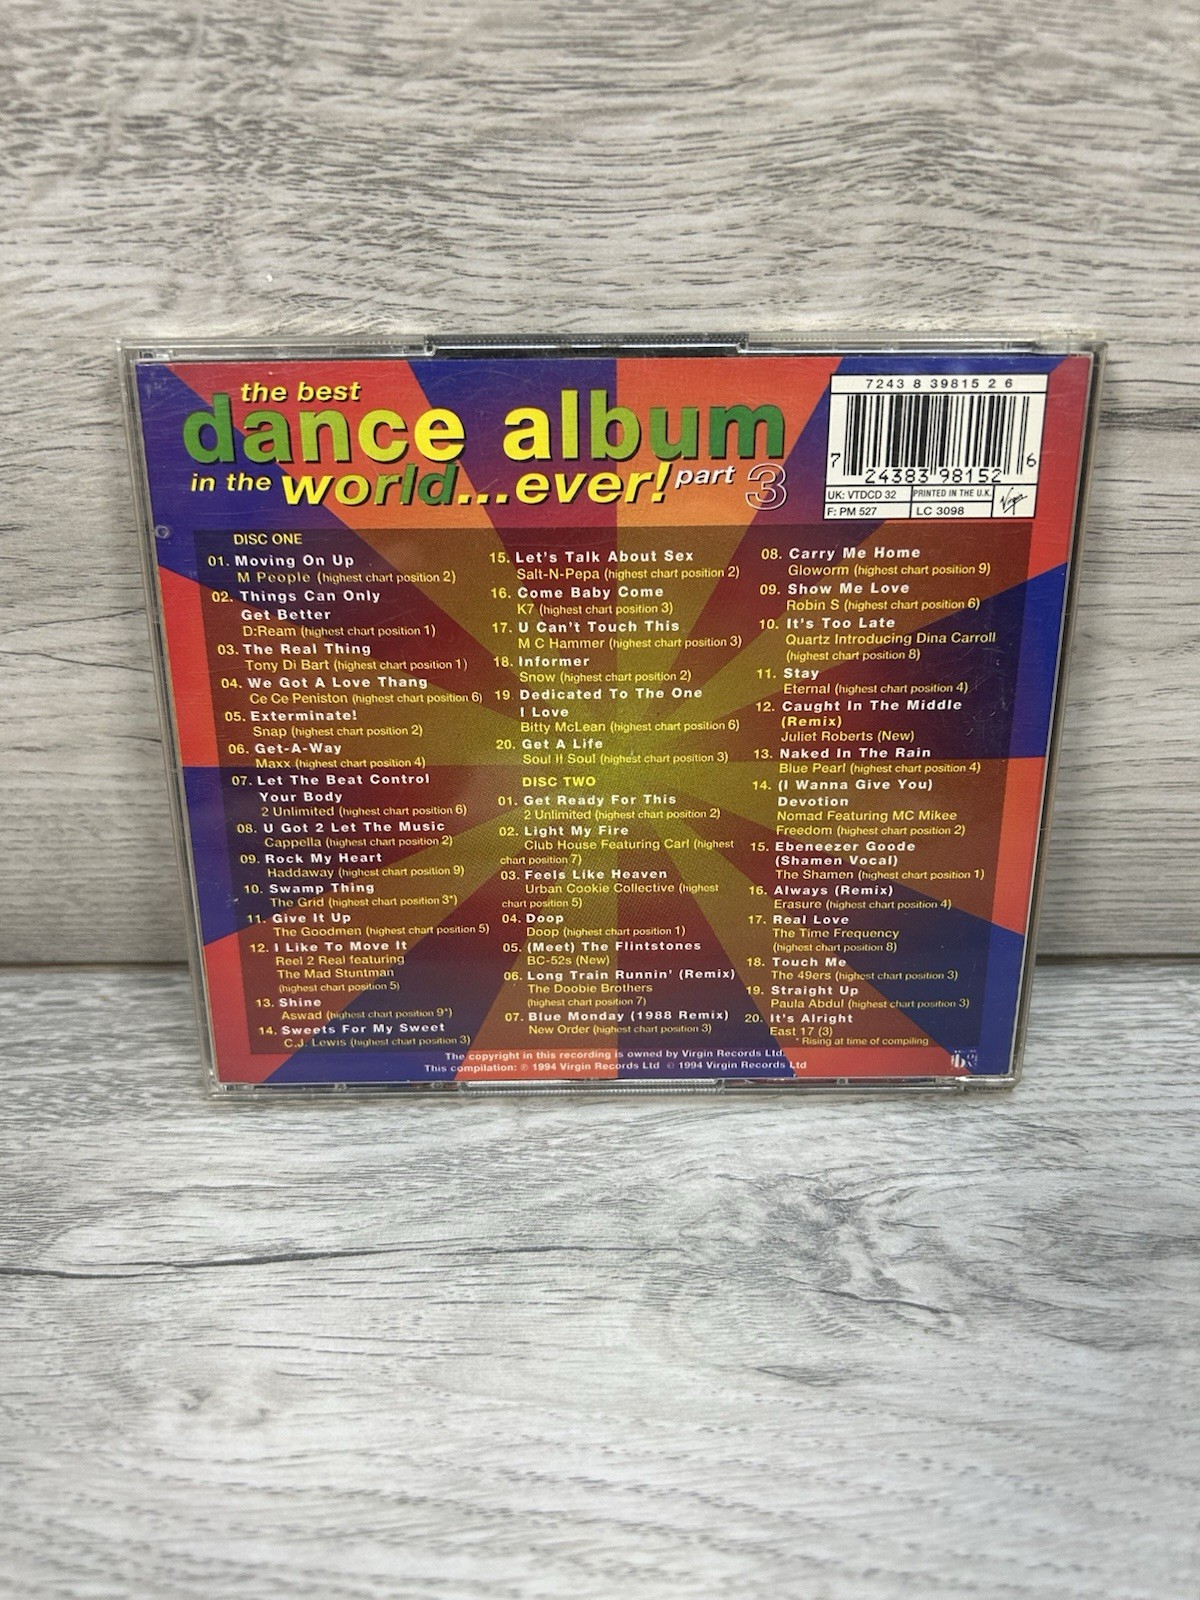 the best
dance album
in the world...ever! part 3
7243 8 39815 2 6
7 24383 98152 6
UK: VTDCD 32
PRINTED IN THE U.K.
F: PM 527
LC 3098
Virgin
DISC ONE
01. Moving On Up
M People (highest chart position 2)
02. Things Can Only
Get Better
D:Ream (highest chart position 1)
03. The Real Thing
Tony Di Bart (highest chart position 1)
04. We Got A Love Thang
Ce Ce Peniston (highest chart position 6)
05. Exterminate!
Snap (highest chart position 2)
06. Get-A-Way
Maxx (highest chart position 4)
07. Let The Beat Control
Your Body
2 Unlimited (highest chart position 6)
08. U Got 2 Let The Music
Cappella (highest chart position 2)
09. Rock My Heart
Haddaway (highest chart position 9)
10. Swamp Thing
The Grid (highest chart position 3*)
11. Give It Up
The Goodmen (highest chart position 5)
12. I Like To Move It
Reel 2 Real featuring
The Mad Stuntman
(highest chart position 5)
13. Shine
Aswad (highest chart position 9*)
14. Sweets For My Sweet
C.J. Lewis (highest chart position 3)
15. Let's Talk About Sex
Salt-N-Pepa (highest chart position 2)
16. Come Baby Come
K7 (highest chart position 3)
17. U Can't Touch This
M C Hammer (highest chart position 3)
18. Informer
Snow (highest chart position 2)
19. Dedicated To The One
I Love
Bitty McLean (highest chart position 6)
20. Get A Life
Soul II Soul (highest chart position 3)
DISC TWO
01. Get Ready For This
2 Unlimited (highest chart position 2)
02. Light My Fire
Club House Featuring Carl (highest
chart position 7)
03. Feels Like Heaven
Urban Cookie Collective (highest
chart position 5)
04. Doop
Doop (highest chart position 1)
05. (Meet) The Flintstones
BC-52s (New)
06. Long Train Runnin' (Remix)
The Doobie Brothers
(highest chart position 7)
07. Blue Monday (1988 Remix)
New Order (highest chart position 3)
08. Carry Me Home
Gloworm (highest chart position 9)
09. Show Me Love
Robin S (highest chart position 6)
10. It's Too Late
Quartz Introducing Dina Carroll
(highest chart position 8)
11. Stay
Eternal (highest chart position 4)
12. Caught In The Middle
(Remix)
Juliet Roberts (New)
13. Naked In The Rain
Blue Pearl (highest chart position 4)
14. (I Wanna Give You)
Devotion
Nomad Featuring MC Mikee
Freedom (highest chart position 2)
15. Ebeneezer Goode
(Shamen Vocal)
The Shamen (highest chart position 1)
16. Always (Remix)
Erasure (highest chart position 4)
17. Real Love
The Time Frequency
(highest chart position 8)
18. Touch Me
The 49ers (highest chart position 3)
19. Straight Up
Paula Abdul (highest chart position 3)
20. It's Alright
East 17 (3)
* Rising at time of compiling
The copyright in this recording is owned by Virgin Records Ltd.
This compilation: ℗ 1994 Virgin Records Ltd © 1994 Virgin Records Ltd